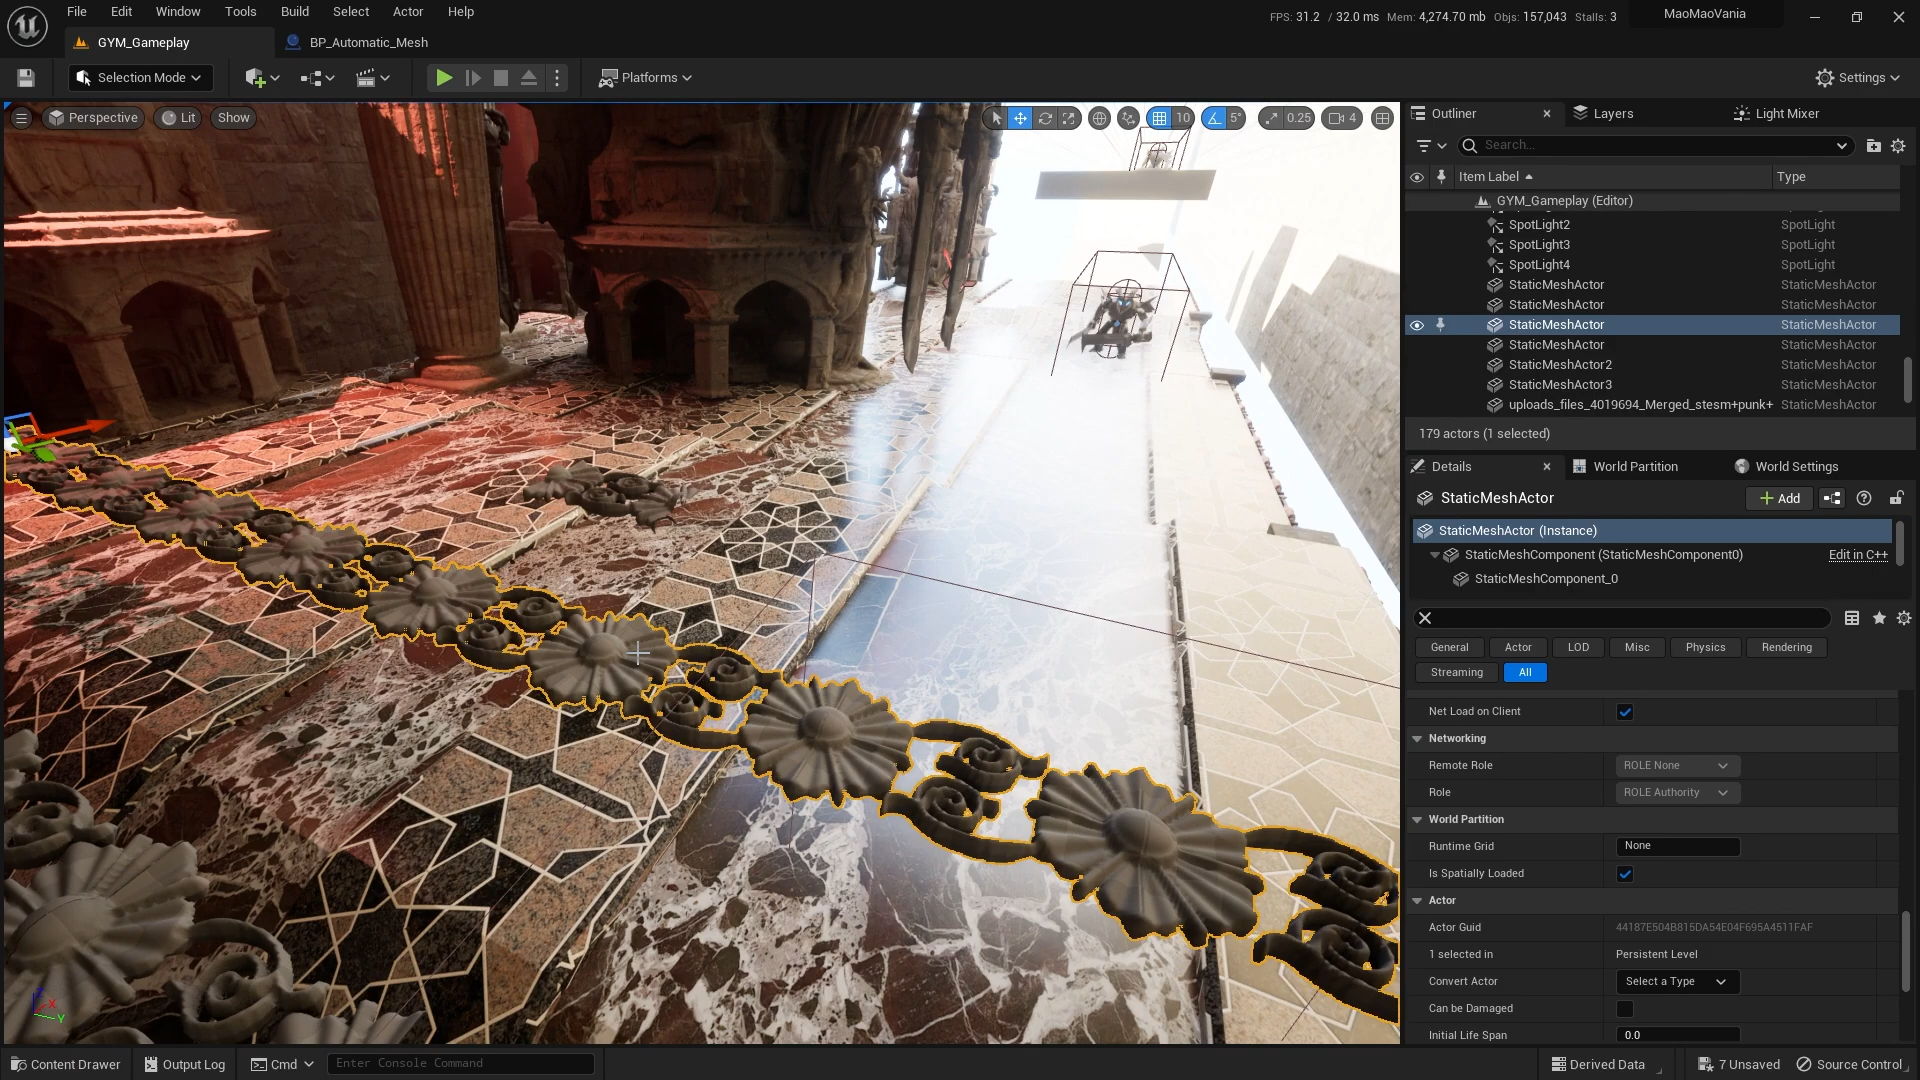 File Edit Window Tools Build Select Actor Help
FPS: 31.2 / 32.0 ms Mem: 4,274.70 mb Objs: 157,043 Stalls: 3
MaoMaoVania
GYM_Gameplay
BP_Automatic_Mesh
Selection Mode
Platforms
Settings
Perspective
Lit
Show
10
5°
0.25
4
Outliner
Layers
Light Mixer
Search...
Item Label
Type
GYM_Gameplay (Editor)
SpotLight2 SpotLight
SpotLight3 SpotLight
SpotLight4 SpotLight
StaticMeshActor StaticMeshActor
StaticMeshActor StaticMeshActor
StaticMeshActor StaticMeshActor
StaticMeshActor StaticMeshActor
StaticMeshActor2 StaticMeshActor
StaticMeshActor3 StaticMeshActor
uploads_files_4019694_Merged_stesm+punk+ StaticMeshActor
179 actors (1 selected)
Details
World Partition
World Settings
StaticMeshActor
Add
StaticMeshActor (Instance)
StaticMeshComponent (StaticMeshComponent0) Edit in C++
StaticMeshComponent_0
General Actor LOD Misc Physics Rendering
Streaming All
Net Load on Client
Networking
Remote Role ROLE None
Role ROLE Authority
World Partition
Runtime Grid None
Is Spatially Loaded
Actor
Actor Guid 44187E504B815DA54E04F695A4511FAF
1 selected in Persistent Level
Convert Actor Select a Type
Can be Damaged
Initial Life Span 0.0
X
Y
Content Drawer
Output Log
Cmd
Enter Console Command
Derived Data
7 Unsaved
Source Control